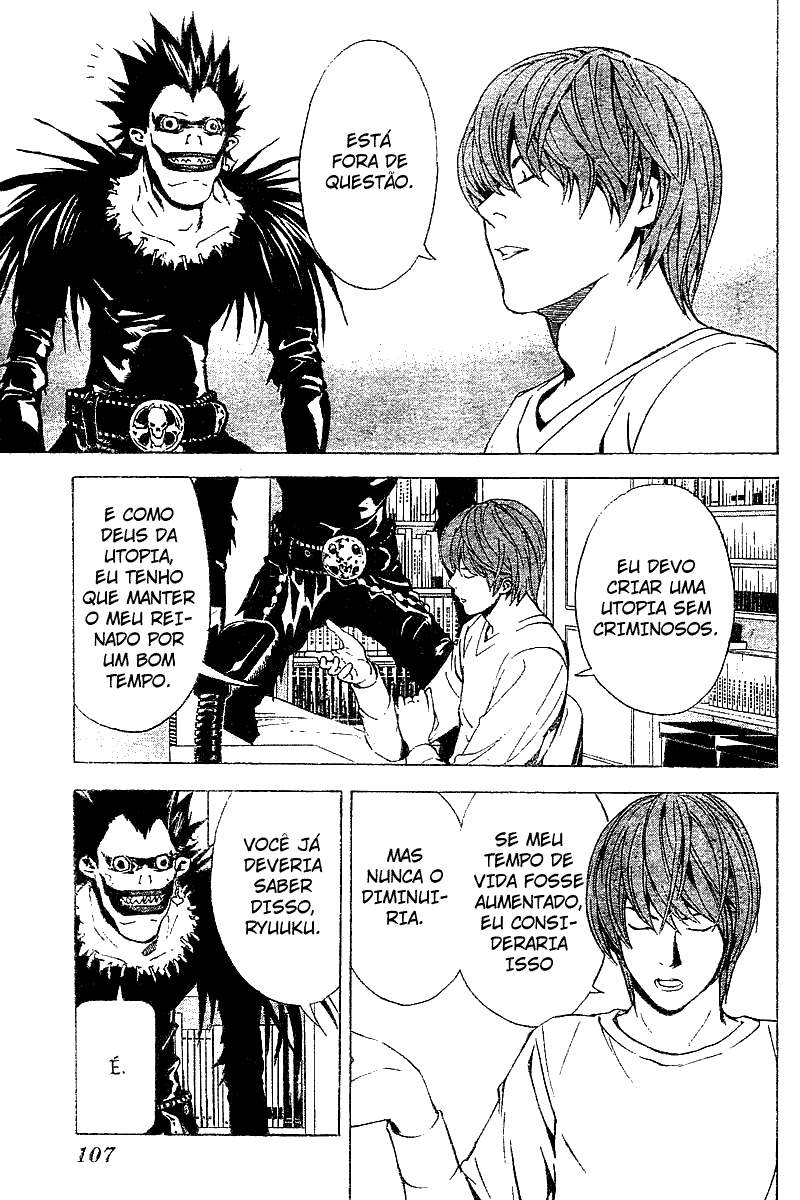 ESTÁ
FORA DE
QUESTÃO.
EU DEVO
CRIAR UMA
UTOPIA SEM
CRIMINOSOS.
E COMO
DEUS DA
UTOPIA,
EU TENHO
QUE MANTER
O MEU REI-
NADO POR
UM BOM
TEMPO.
SE MEU
TEMPO DE
VIDA FOSSE
AUMENTADO,
EU CONSI-
DERARIA
ISSO
MAS
NUNCA O
DIMINUI-
RIA.
VOCÊ JÁ
DEVERIA
SABER
DISSO,
RYUUKU.
É.
107